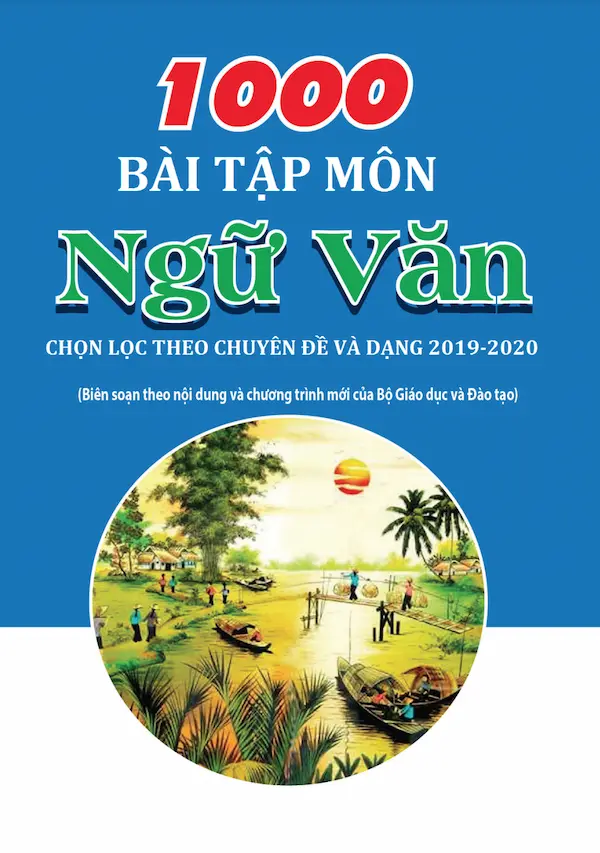 1000
BÀI TẬP MÔN
Ngữ Văn
CHỌN LỌC THEO CHUYÊN ĐỀ VÀ DẠNG 2019-2020
(Biên soạn theo nội dung và chương trình mới của Bộ Giáo dục và Đào tạo)